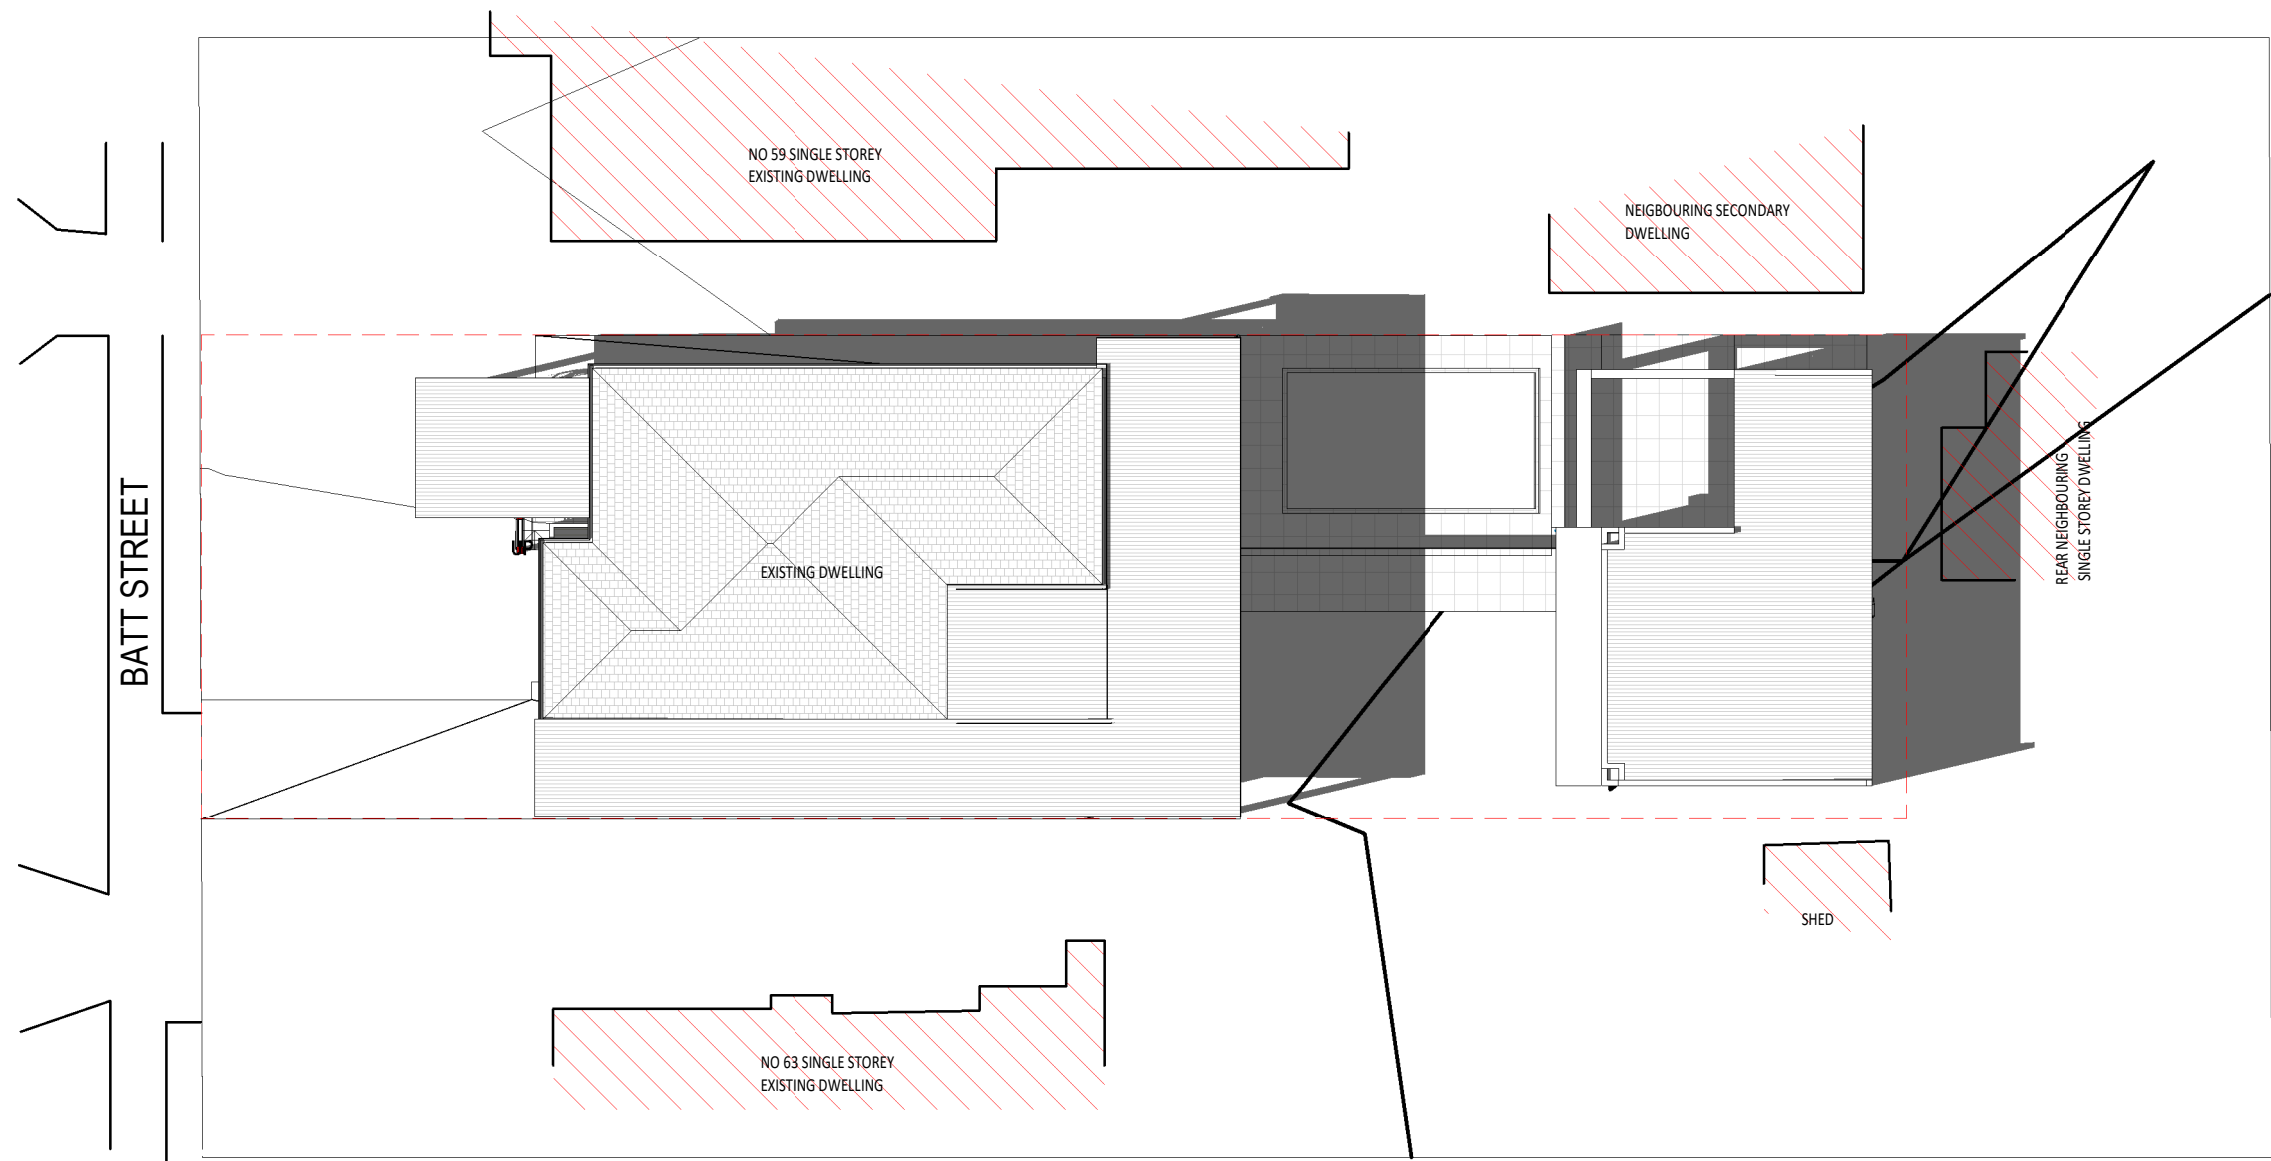 NO 59 SINGLE STOREY
EXISTING DWELLING
NEIGBOURING SECONDARY
DWELLING
BATT STREET
EXISTING DWELLING
REAR NEIGHBOURING
SINGLE STOREY DWELLING
SHED
NO 63 SINGLE STOREY
EXISTING DWELLING